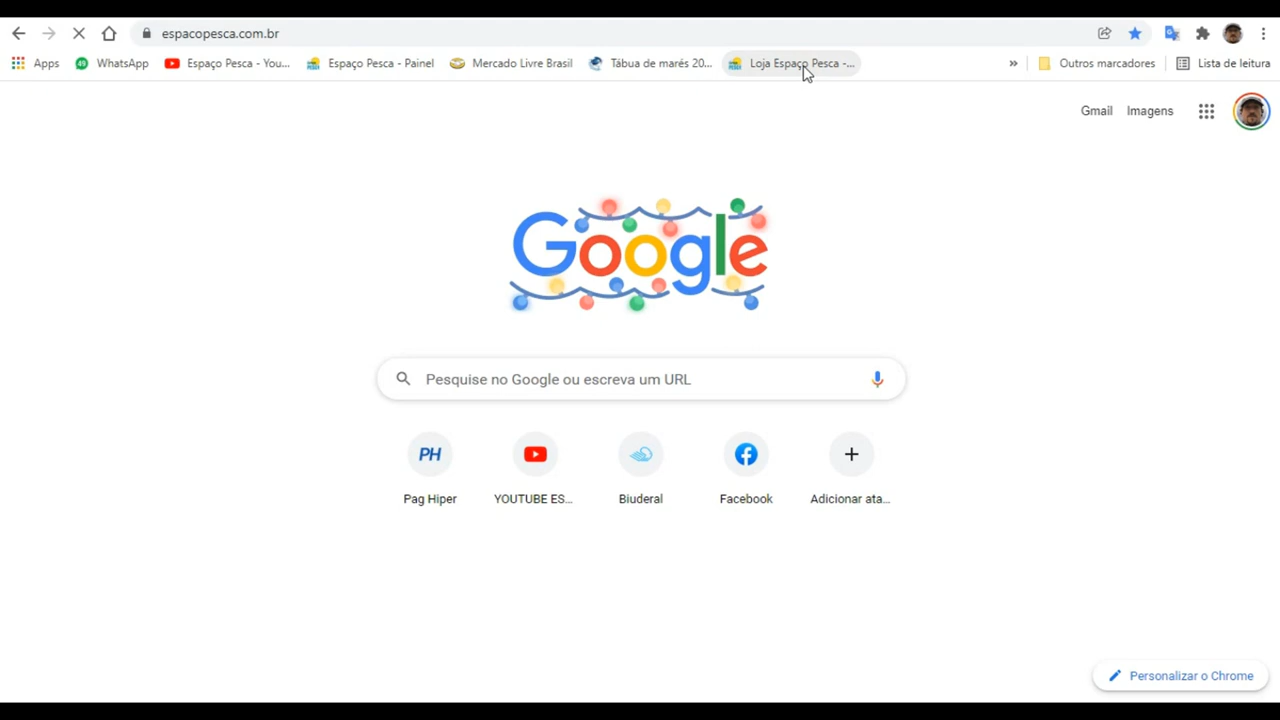 espacopesca.com.br
Apps
49
WhatsApp
Espaço Pesca - You...
Espaço Pesca - Painel
Mercado Livre Brasil
Tábua de marés 20...
Loja Espaço Pesca -...
»
Outros marcadores
Lista de leitura
Gmail
Imagens
Google
Pesquise no Google ou escreva um URL
PH
Pag Hiper
YOUTUBE ES...
Biuderal
Facebook
Adicionar ata...
Personalizar o Chrome